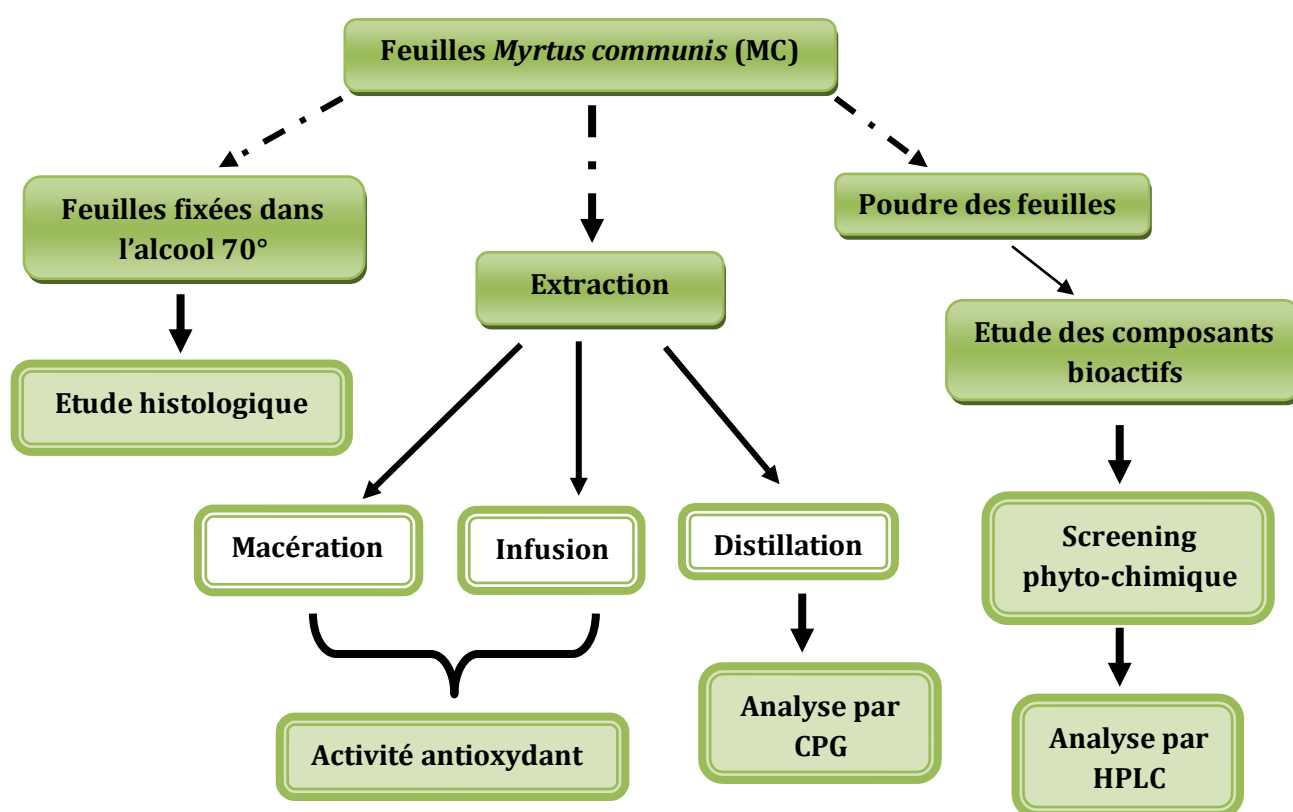 Feuilles Myrtus communis (MC)
Feuilles fixées dans
l'alcool 70°
Poudre des feuilles
Extraction
Etude des composants
bioactifs
Etude histologique
Macération
Infusion
Distillation
Screening
phyto-chimique
Activité antioxydant
Analyse par
CPG
Analyse par
HPLC